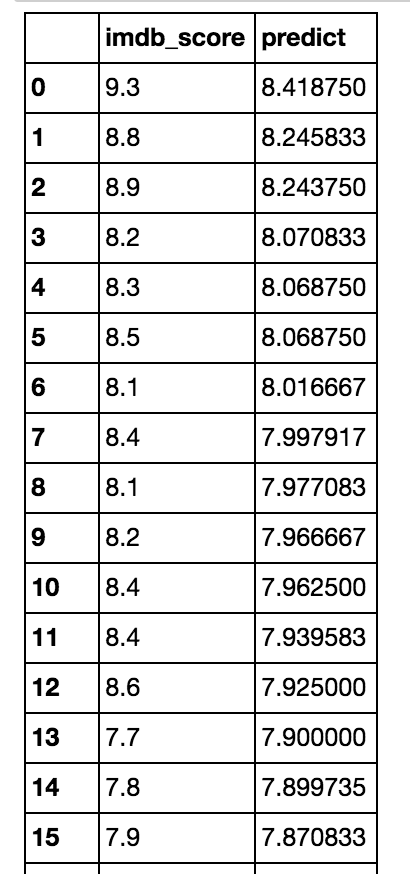 imdb_score predict
0 9.3 8.418750
1 8.8 8.245833
2 8.9 8.243750
3 8.2 8.070833
4 8.3 8.068750
5 8.5 8.068750
6 8.1 8.016667
7 8.4 7.997917
8 8.1 7.977083
9 8.2 7.966667
10 8.4 7.962500
11 8.4 7.939583
12 8.6 7.925000
13 7.7 7.900000
14 7.8 7.899735
15 7.9 7.870833